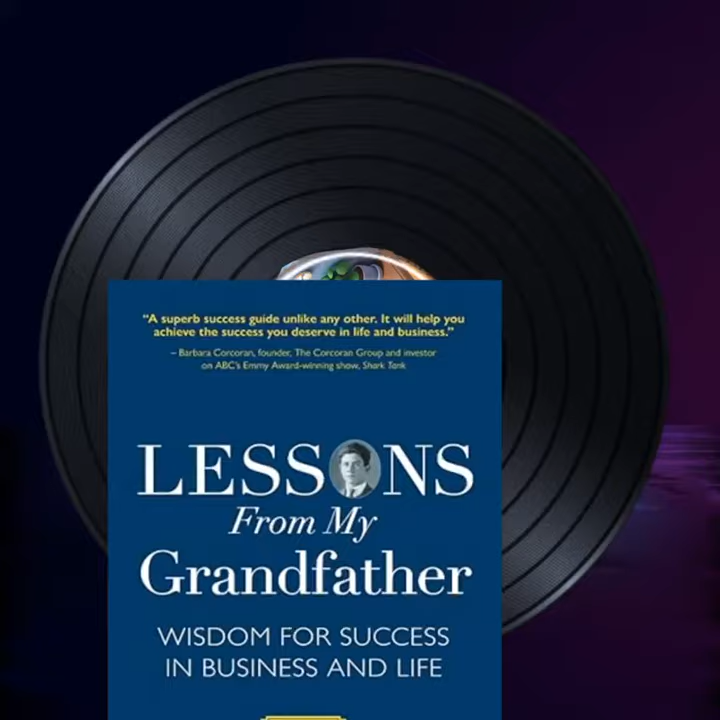 “A superb success guide unlike any other. It will help you
achieve the success you deserve in life and business.”
– Barbara Corcoran, founder, The Corcoran Group and investor
on ABC's Emmy Award-winning show, Shark Tank
LESSONS
From My
Grandfather
WISDOM FOR SUCCESS
IN BUSINESS AND LIFE